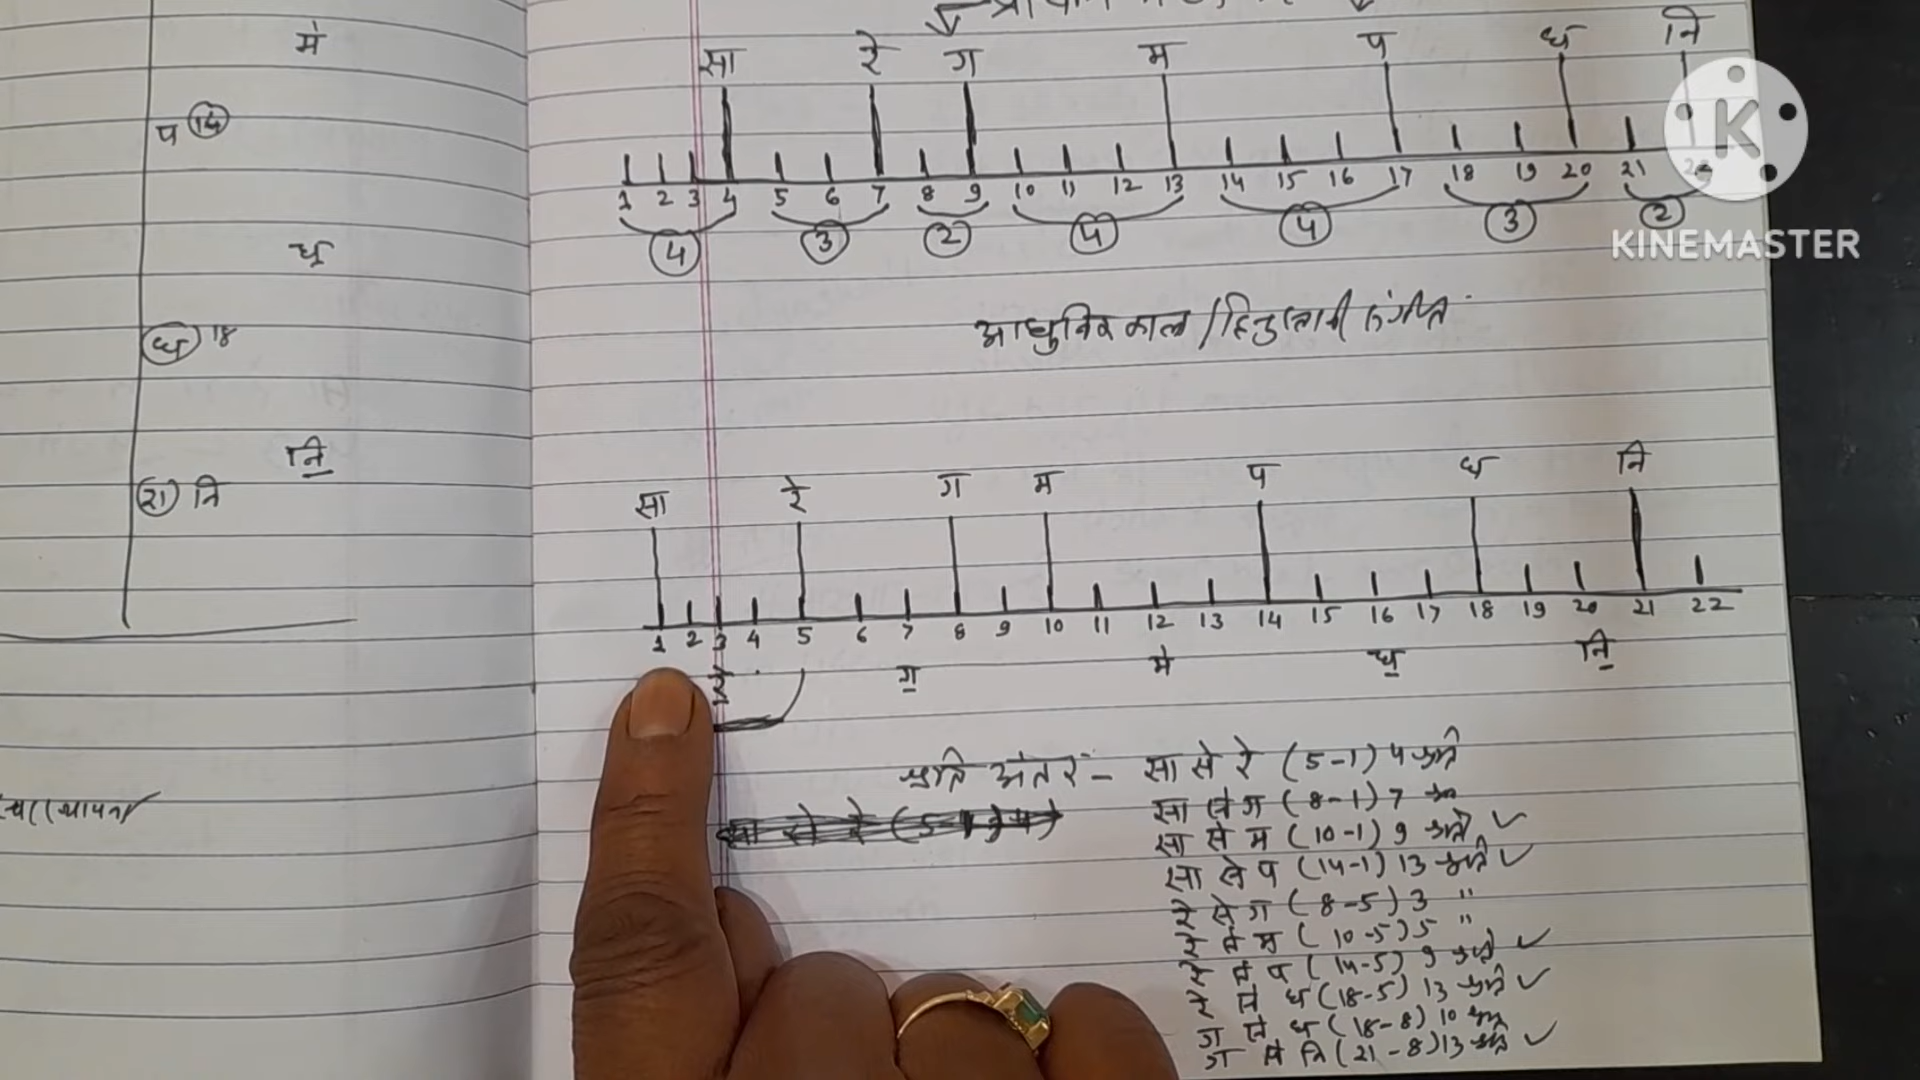 मे
प (14)
ध
(ध) 18
नि
(21) नि
सा रे ग म प ध नि
1 2 3 4 5 6 7 8 9 10 11 12 13 14 15 16 17 18 19 20 21
(4) (3) (2) (4) (4) (3) (2)
KINEMASTER
आधुनिक काल/हिन्दुस्तानी संगीत
सा रे ग म प ध नि
1 2 3 4 5 6 7 8 9 10 11 12 13 14 15 16 17 18 19 20 21 22
रे ग मे ध नि
श्रुति अंतर :- सा से रे (5-1) 4 श्रुति
सा से ग (8-1) 7 श्रु
सा से रे (5-1) 4)
सा से म (10-1) 9 श्रुति ✓
सा से प (14-1) 13 श्रुति ✓
रे से ग (8-5) 3 "
रे से म (10-5) 5 "
रे से प (14-5) 9 श्रुति ✓
रे से ध (18-5) 13 श्रुति ✓
ग से ध (18-8) 10 श्रु
ग से नि (21-8) 13 श्रुति ✓